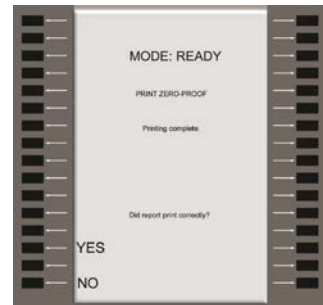 MODE: READY
PRINT ZERO-PROOF
Printing complete
Did report print correctly?
YES
NO